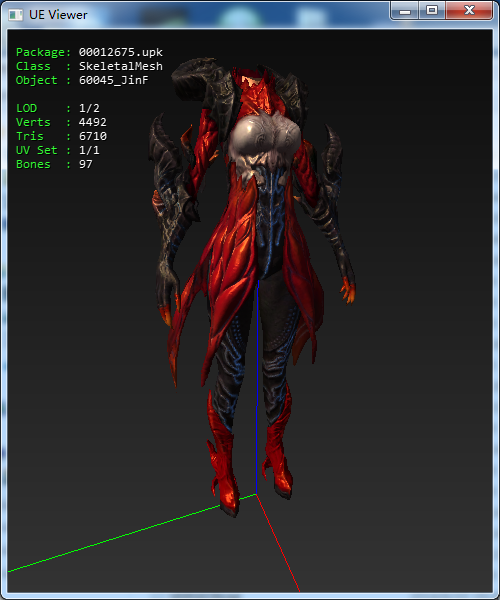 UE Viewer
Package: 00012675.upk
Class : SkeletalMesh
Object : 60045_JinF
LOD : 1/2
Verts : 4492
Tris : 6710
UV Set : 1/1
Bones : 97